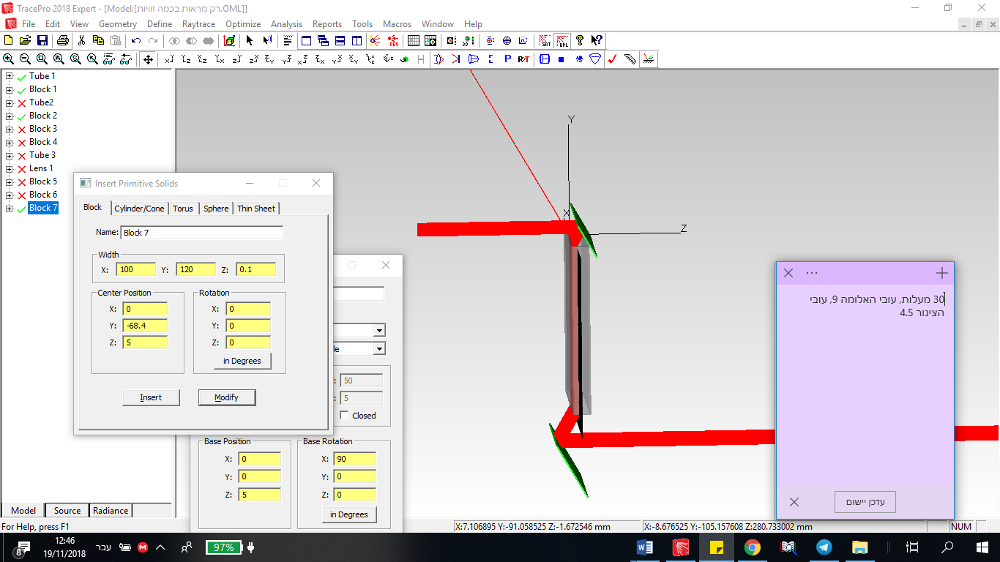 TracePro 2018 Expert - [Model:[רק מראות בכמה זוויות.OML]]
File Edit View Geometry Define Raytrace Optimize Analysis Reports Tools Macros Window Help
Tube 1
Block 1
Tube2
Block 2
Block 3
Block 4
Tube 3
Lens 1
Block 5
Block 6
Block 7
Insert Primitive Solids
Block Cylinder/Cone Torus Sphere Thin Sheet
Name: Block 7
Width
X: 100 Y: 120 Z: 0.1
Center Position Rotation
X: 0 X: 0
Y: -68.4 Y: 0
Z: 5 Z: 0
in Degrees
Insert Modify
50
5
Closed
Base Position Base Rotation
X: 0 X: 90
Y: 0 Y: 0
Z: 5 Z: 0
in Degrees
Y
X
Z
30 מעלות, עובי האלומה 9, עובי
הצינור 4.5
עדכן יישום
Model Source Radiance
For Help, press F1 X:7.106895 Y:-91.058525 Z:-1.672546 mm X:-8.676525 Y:-105.157608 Z:280.733002 mm NUM
12:46
19/11/2018
עבר
97%
8